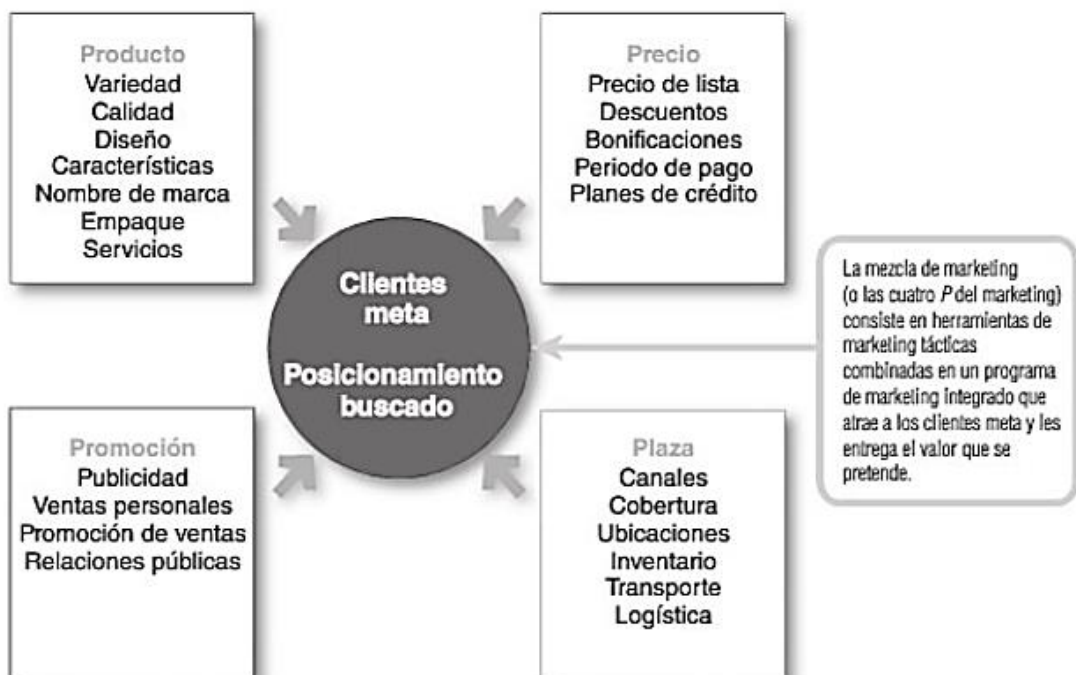 Producto
Variedad
Calidad
Diseño
Características
Nombre de marca
Empaque
Servicios
Precio
Precio de lista
Descuentos
Bonificaciones
Periodo de pago
Planes de crédito
Clientes
meta
Posicionamiento
buscado
La mezcla de marketing
(o las cuatro P del marketing)
consiste en herramientas de
marketing tácticas
combinadas en un programa
de marketing integrado que
atrae a los clientes meta y les
entrega el valor que se
pretende.
Promoción
Publicidad
Ventas personales
Promoción de ventas
Relaciones públicas
Plaza
Canales
Cobertura
Ubicaciones
Inventario
Transporte
Logística